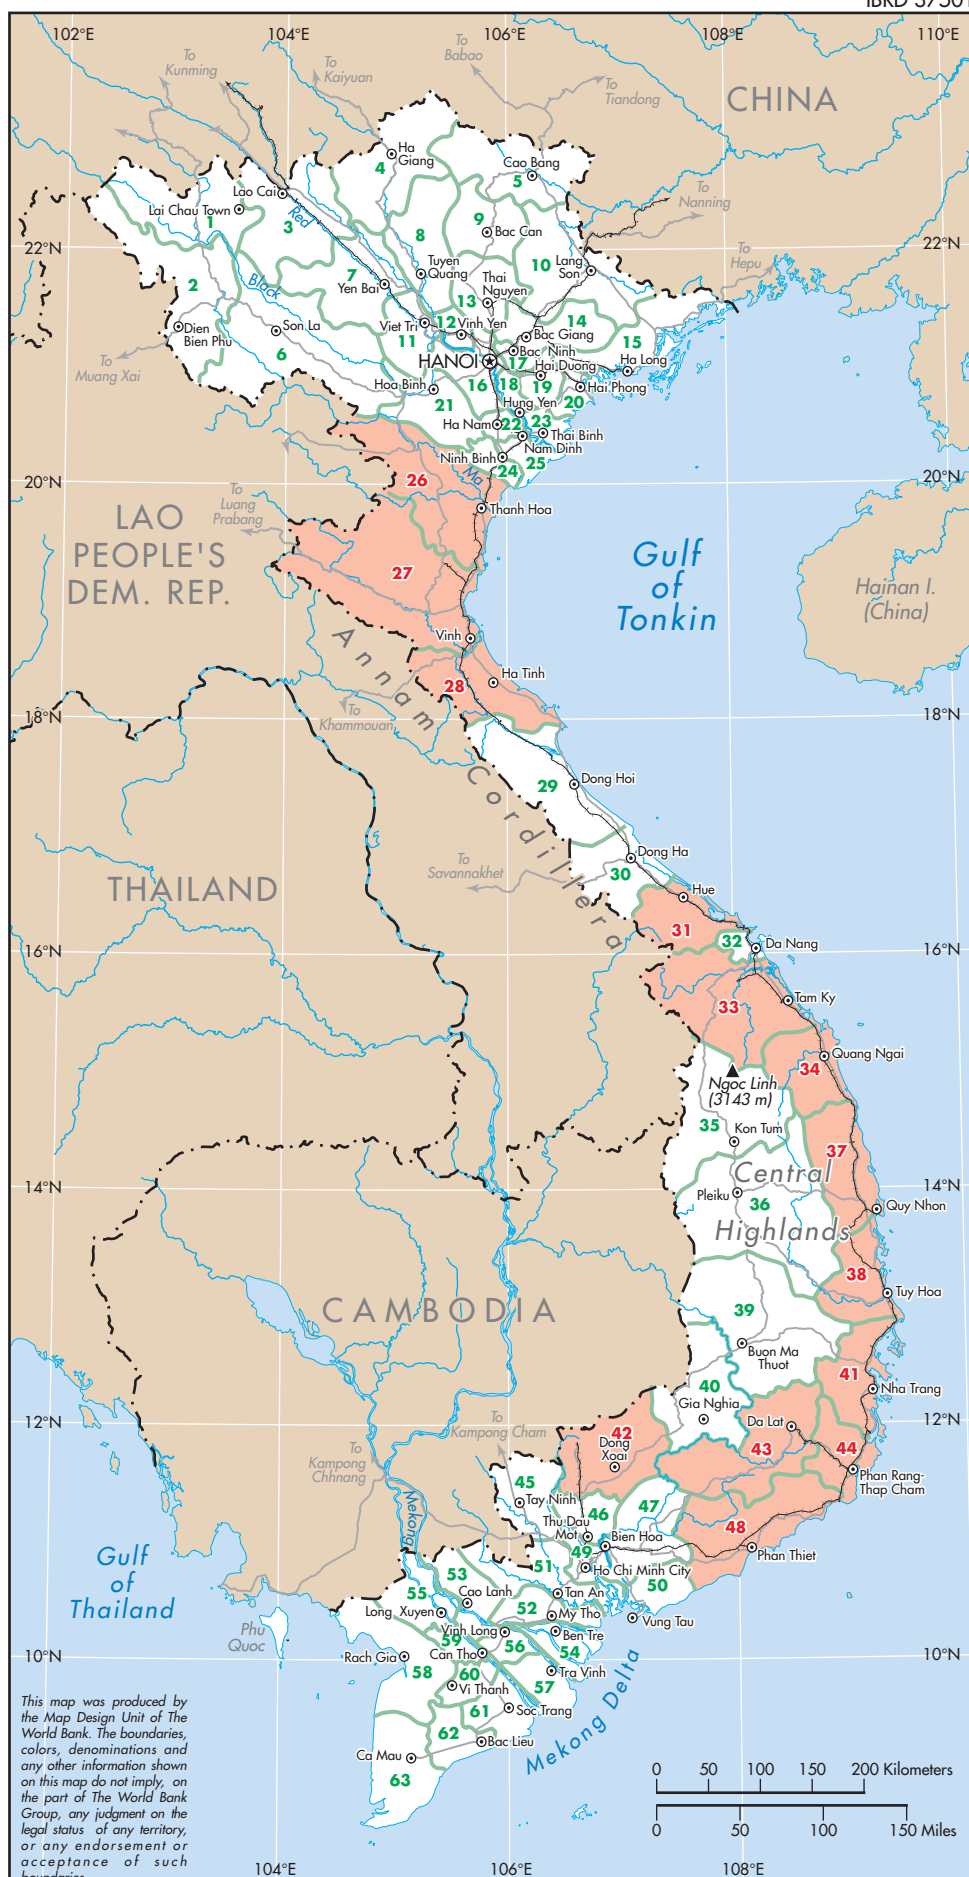 IBRD 37501
102°E
104°E
106°E
108°E
110°E
To
Kunming
To
Kaiyuan
To
Babao
To
Tiandong
CHINA
Ha
Giang
4
Cao Bang
5
To
Nanning
Lao Cai
Lai Chau Town
1
3
Red
9
8
Bac Can
22°N
22°N
10
Lang
Son
To
Hepu
2
Black
7
Yen Bai
Tuyen
Quang
Thai
Nguyen
13
14
Dien
Bien Phu
Son La
6
Viet Tri
11
12
Vinh Yen
Bac Giang
15
To
Muang Xai
HANOI
Bac Ninh
17
Hai Duong
Ha Long
Hoa Binh
21
16
18
19
20
Hai Phong
Hung Yen
Ha Nam
22
23
Thai Binh
Nam Dinh
Ninh Binh
24
25
20°N
20°N
26
Ma
To
Luang
Prabang
Thanh Hoa
LAO
PEOPLE'S
DEM. REP.
27
Gulf
of
Tonkin
Hainan I.
(China)
Vinh
Annam Cordillera
28
Ha Tinh
To
Khammouan
18°N
18°N
29
Dong Hoi
To
Savannakhet
30
Dong Ha
THAILAND
Hue
31
32
Da Nang
16°N
16°N
33
Tam Ky
Quang Ngai
34
Ngoc Linh
(3143 m)
35
Kon Tum
37
14°N
14°N
Central
Highlands
Pleiku
36
Quy Nhon
38
Tuy Hoa
CAMBODIA
39
Buon Ma
Thuot
41
40
Nha Trang
Gia Nghia
12°N
12°N
To
Kampong Cham
42
Dong
Xoai
Da Lat
43
44
To
Kampong
Chhnang
45
Phan Rang-
Thap Cham
Tay Ninh
Mekong
46
47
Thu Dau
Mot
Bien Hoa
48
Phan Thiet
49
Ho Chi Minh City
Gulf
of
Thailand
51
50
53
55
Cao Lanh
Tan An
Long Xuyen
52
My Tho
Vung Tau
Phu
Quoc
Vinh Long
Ben Tre
59
56
54
10°N
10°N
Rach Gia
Can Tho
58
60
Tra Vinh
57
Vi Thanh
61
Soc Trang
Mekong Delta
62
Bac Lieu
Ca Mau
63
This map was produced by
the Map Design Unit of The
World Bank. The boundaries,
colors, denominations and
any other information shown
on this map do not imply, on
the part of The World Bank
Group, any judgment on the
legal status of any territory,
or any endorsement or
acceptance of such
boundaries.
0 50 100 150 200 Kilometers
0 50 100 150 Miles
104°E
106°E
108°E